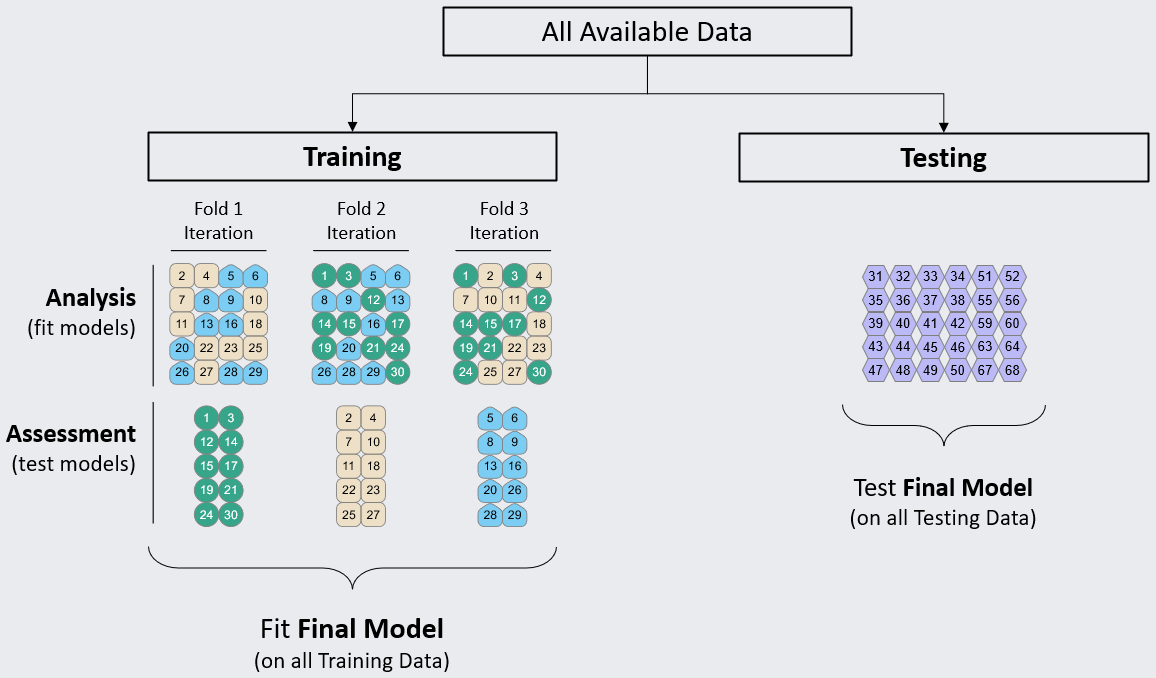 All Available Data
Training
Testing
Fold 1
Iteration
Fold 2
Iteration
Fold 3
Iteration
Analysis
(fit models)
2 4 5 6
7 8 9 10
11 13 16 18
20 22 23 25
26 27 28 29
1 3 5 6
8 9 12 13
14 15 16 17
19 20 21 24
26 28 29 30
1 2 3 4
7 10 11 12
14 15 17 18
19 21 22 23
24 25 27 30
31 32 33 34 51 52
35 36 37 38 55 56
39 40 41 42 59 60
43 44 45 46 63 64
47 48 49 50 67 68
Assessment
(test models)
1 3
12 14
15 17
19 21
24 30
2 4
7 10
11 18
22 23
25 27
5 6
8 9
13 16
20 26
28 29
Test Final Model
(on all Testing Data)
Fit Final Model
(on all Training Data)